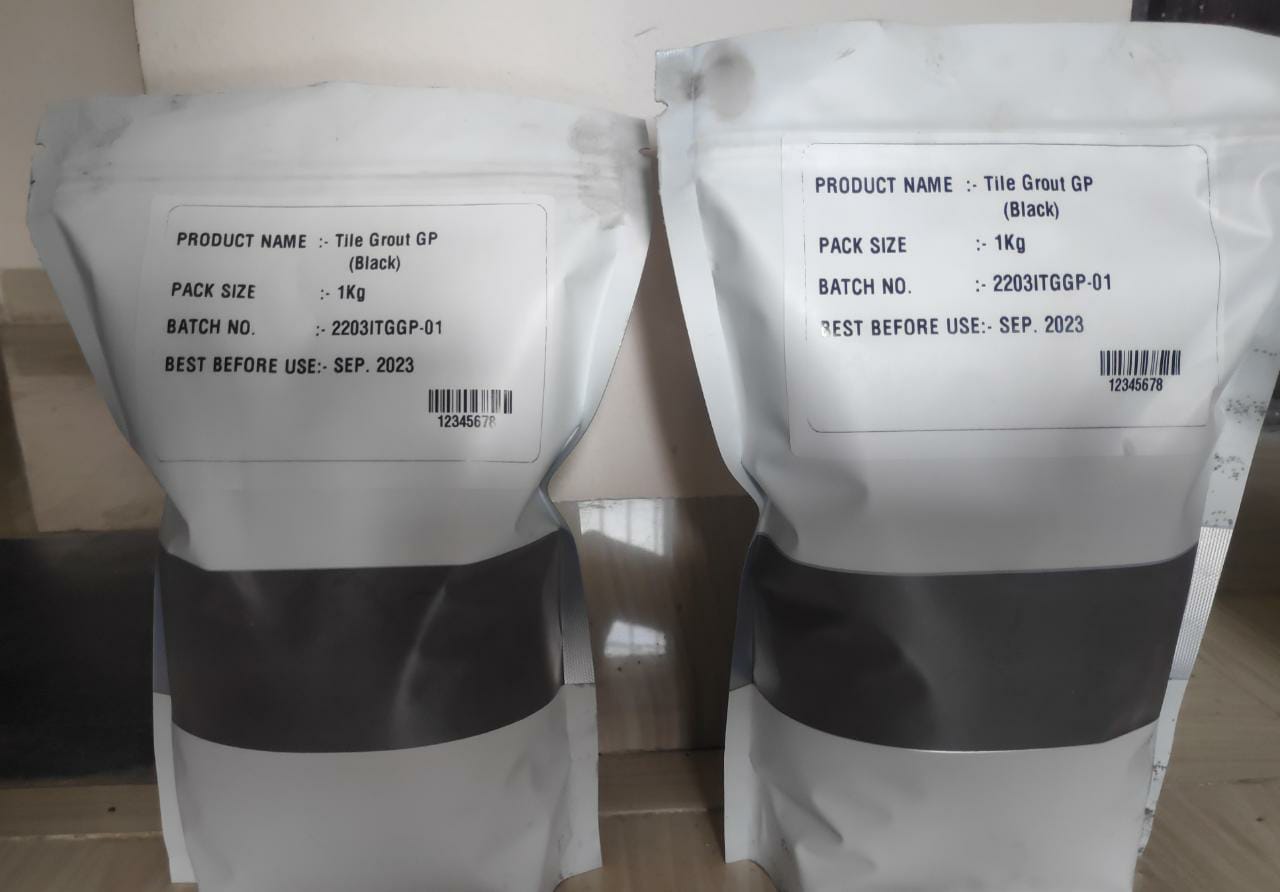 PRODUCT NAME :- Tile Grout GP
(Black)
PACK SIZE :- 1Kg
BATCH NO. :- 2203ITGGP-01
BEST BEFORE USE:- SEP. 2023
12345678
PRODUCT NAME :- Tile Grout GP
(Black)
PACK SIZE :- 1Kg
BATCH NO. :- 2203ITGGP-01
BEST BEFORE USE:- SEP. 2023
12345678